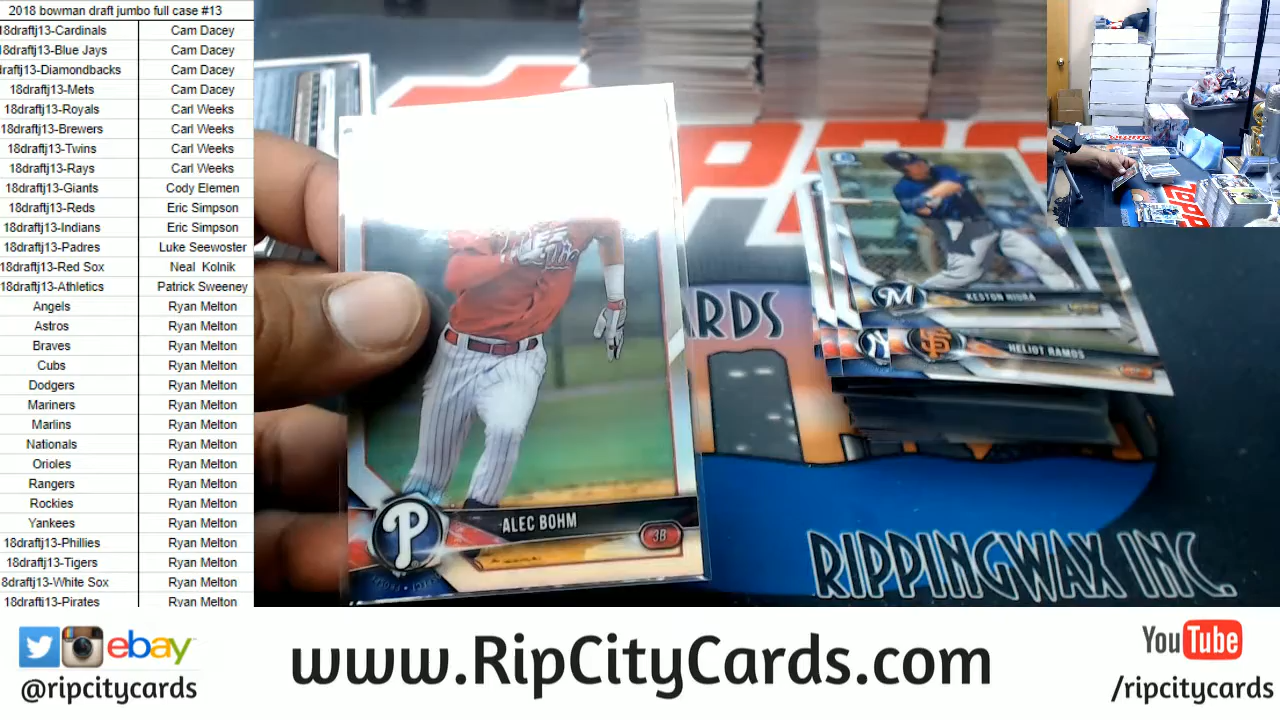 2018 bowman draft jumbo full case #13
18draftj13-Cardinals Cam Dacey
18draftj13-Blue Jays Cam Dacey
draftj13-Diamondbacks Cam Dacey
18draftj13-Mets Cam Dacey
18draftj13-Royals Carl Weeks
18draftj13-Brewers Carl Weeks
18draftj13-Twins Carl Weeks
18draftj13-Rays Carl Weeks
18draftj13-Giants Cody Elemen
18draftj13-Reds Eric Simpson
18draftj13-Indians Eric Simpson
18draftj13-Padres Luke Seewoster
18draftj13-Red Sox Neal Kolnik
18draftj13-Athletics Patrick Sweeney
Angels Ryan Melton
Astros Ryan Melton
Braves Ryan Melton
Cubs Ryan Melton
Dodgers Ryan Melton
Mariners Ryan Melton
Marlins Ryan Melton
Nationals Ryan Melton
Orioles Ryan Melton
Rangers Ryan Melton
Rockies Ryan Melton
Yankees Ryan Melton
18draftj13-Phillies Ryan Melton
18draftj13-Tigers Ryan Melton
8draftj13-White Sox Ryan Melton
18draftj13-Pirates Ryan Melton
M KESTON HIURA
NY SF HELIOT RAMOS
ARDS
P ALEC BOHM 3B
RIPPINGWAX INC.
ebay
@ripcitycards
www.RipCityCards.com
YouTube
/ripcitycards